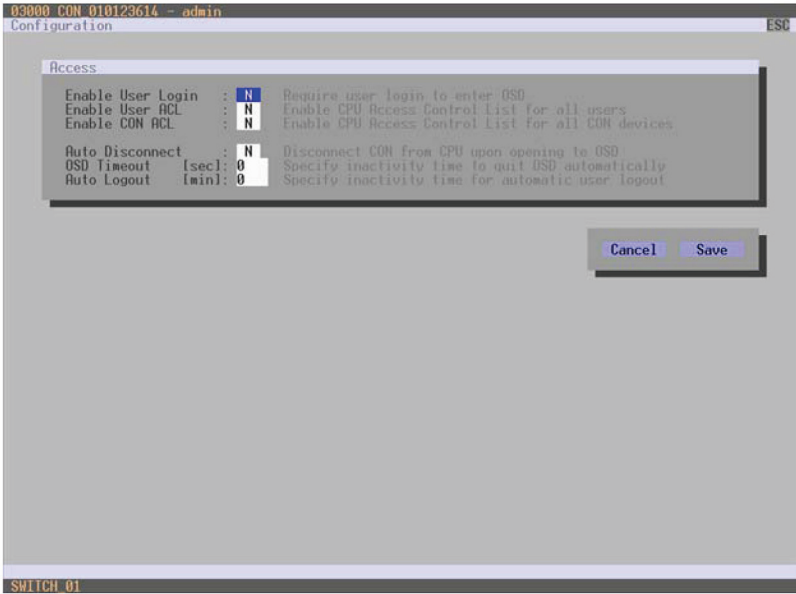 03000 CON_010123614 - admin
Configuration ESC
Access
Enable User Login : N Require user login to enter OSD
Enable User ACL : N Enable CPU Access Control List for all users
Enable CON ACL : N Enable CPU Access Control List for all CON devices
Auto Disconnect : N Disconnect CON from CPU upon opening te OSD
OSD Timeout [sec]: 0 Specify inactivity time to quit OSD automatically
Auto Logout [min]: 0 Specify inactivity time for automatic user logout
Cancel Save
SWITCH_01